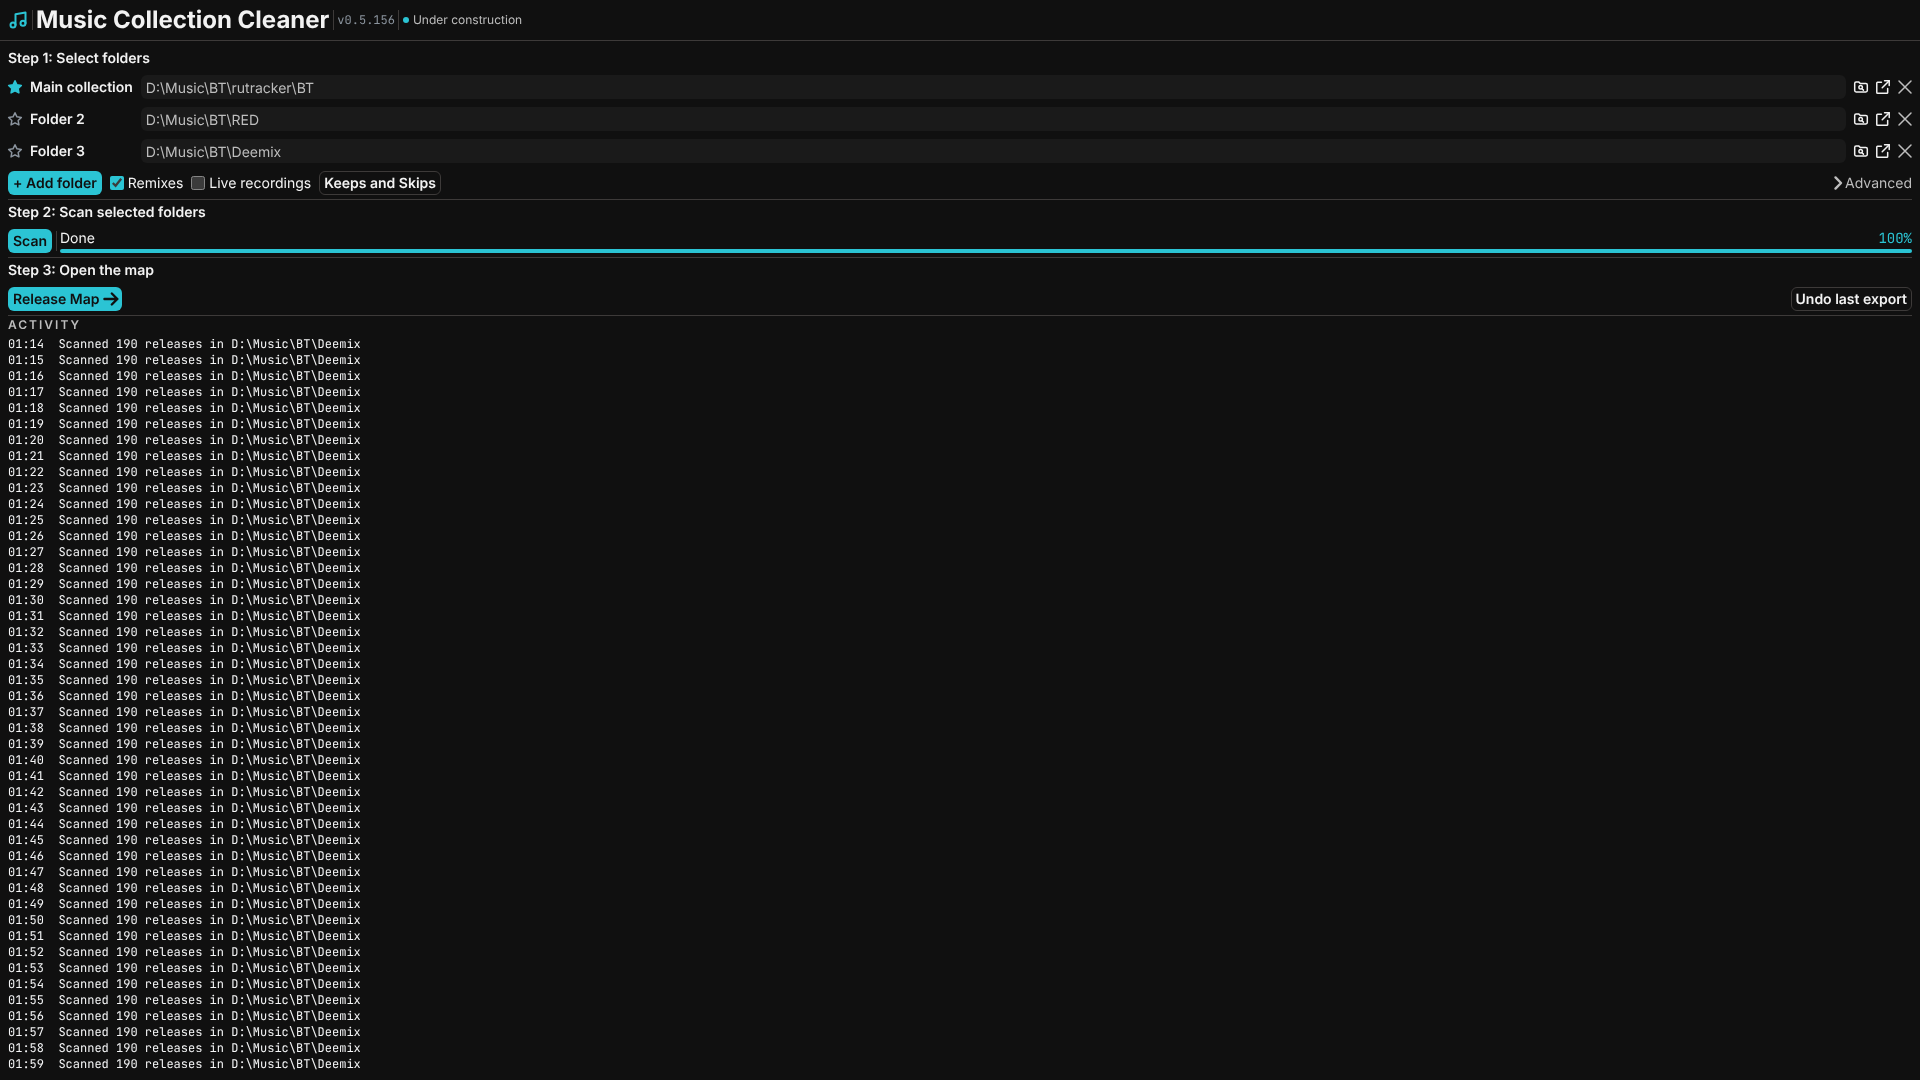 Music Collection Cleaner v0.5.156 Under construction
Step 1: Select folders
Main collection D:\Music\BT\rutracker\BT
Folder 2 D:\Music\BT\RED
Folder 3 D:\Music\BT\Deemix
+ Add folder Remixes Live recordings Keeps and Skips Advanced
Step 2: Scan selected folders
Scan Done 100%
Step 3: Open the map
Release Map Undo last export
ACTIVITY
01:14 Scanned 190 releases in D:\Music\BT\Deemix
01:15 Scanned 190 releases in D:\Music\BT\Deemix
01:16 Scanned 190 releases in D:\Music\BT\Deemix
01:17 Scanned 190 releases in D:\Music\BT\Deemix
01:18 Scanned 190 releases in D:\Music\BT\Deemix
01:19 Scanned 190 releases in D:\Music\BT\Deemix
01:20 Scanned 190 releases in D:\Music\BT\Deemix
01:21 Scanned 190 releases in D:\Music\BT\Deemix
01:22 Scanned 190 releases in D:\Music\BT\Deemix
01:23 Scanned 190 releases in D:\Music\BT\Deemix
01:24 Scanned 190 releases in D:\Music\BT\Deemix
01:25 Scanned 190 releases in D:\Music\BT\Deemix
01:26 Scanned 190 releases in D:\Music\BT\Deemix
01:27 Scanned 190 releases in D:\Music\BT\Deemix
01:28 Scanned 190 releases in D:\Music\BT\Deemix
01:29 Scanned 190 releases in D:\Music\BT\Deemix
01:30 Scanned 190 releases in D:\Music\BT\Deemix
01:31 Scanned 190 releases in D:\Music\BT\Deemix
01:32 Scanned 190 releases in D:\Music\BT\Deemix
01:33 Scanned 190 releases in D:\Music\BT\Deemix
01:34 Scanned 190 releases in D:\Music\BT\Deemix
01:35 Scanned 190 releases in D:\Music\BT\Deemix
01:36 Scanned 190 releases in D:\Music\BT\Deemix
01:37 Scanned 190 releases in D:\Music\BT\Deemix
01:38 Scanned 190 releases in D:\Music\BT\Deemix
01:39 Scanned 190 releases in D:\Music\BT\Deemix
01:40 Scanned 190 releases in D:\Music\BT\Deemix
01:41 Scanned 190 releases in D:\Music\BT\Deemix
01:42 Scanned 190 releases in D:\Music\BT\Deemix
01:43 Scanned 190 releases in D:\Music\BT\Deemix
01:44 Scanned 190 releases in D:\Music\BT\Deemix
01:45 Scanned 190 releases in D:\Music\BT\Deemix
01:46 Scanned 190 releases in D:\Music\BT\Deemix
01:47 Scanned 190 releases in D:\Music\BT\Deemix
01:48 Scanned 190 releases in D:\Music\BT\Deemix
01:49 Scanned 190 releases in D:\Music\BT\Deemix
01:50 Scanned 190 releases in D:\Music\BT\Deemix
01:51 Scanned 190 releases in D:\Music\BT\Deemix
01:52 Scanned 190 releases in D:\Music\BT\Deemix
01:53 Scanned 190 releases in D:\Music\BT\Deemix
01:54 Scanned 190 releases in D:\Music\BT\Deemix
01:55 Scanned 190 releases in D:\Music\BT\Deemix
01:56 Scanned 190 releases in D:\Music\BT\Deemix
01:57 Scanned 190 releases in D:\Music\BT\Deemix
01:58 Scanned 190 releases in D:\Music\BT\Deemix
01:59 Scanned 190 releases in D:\Music\BT\Deemix